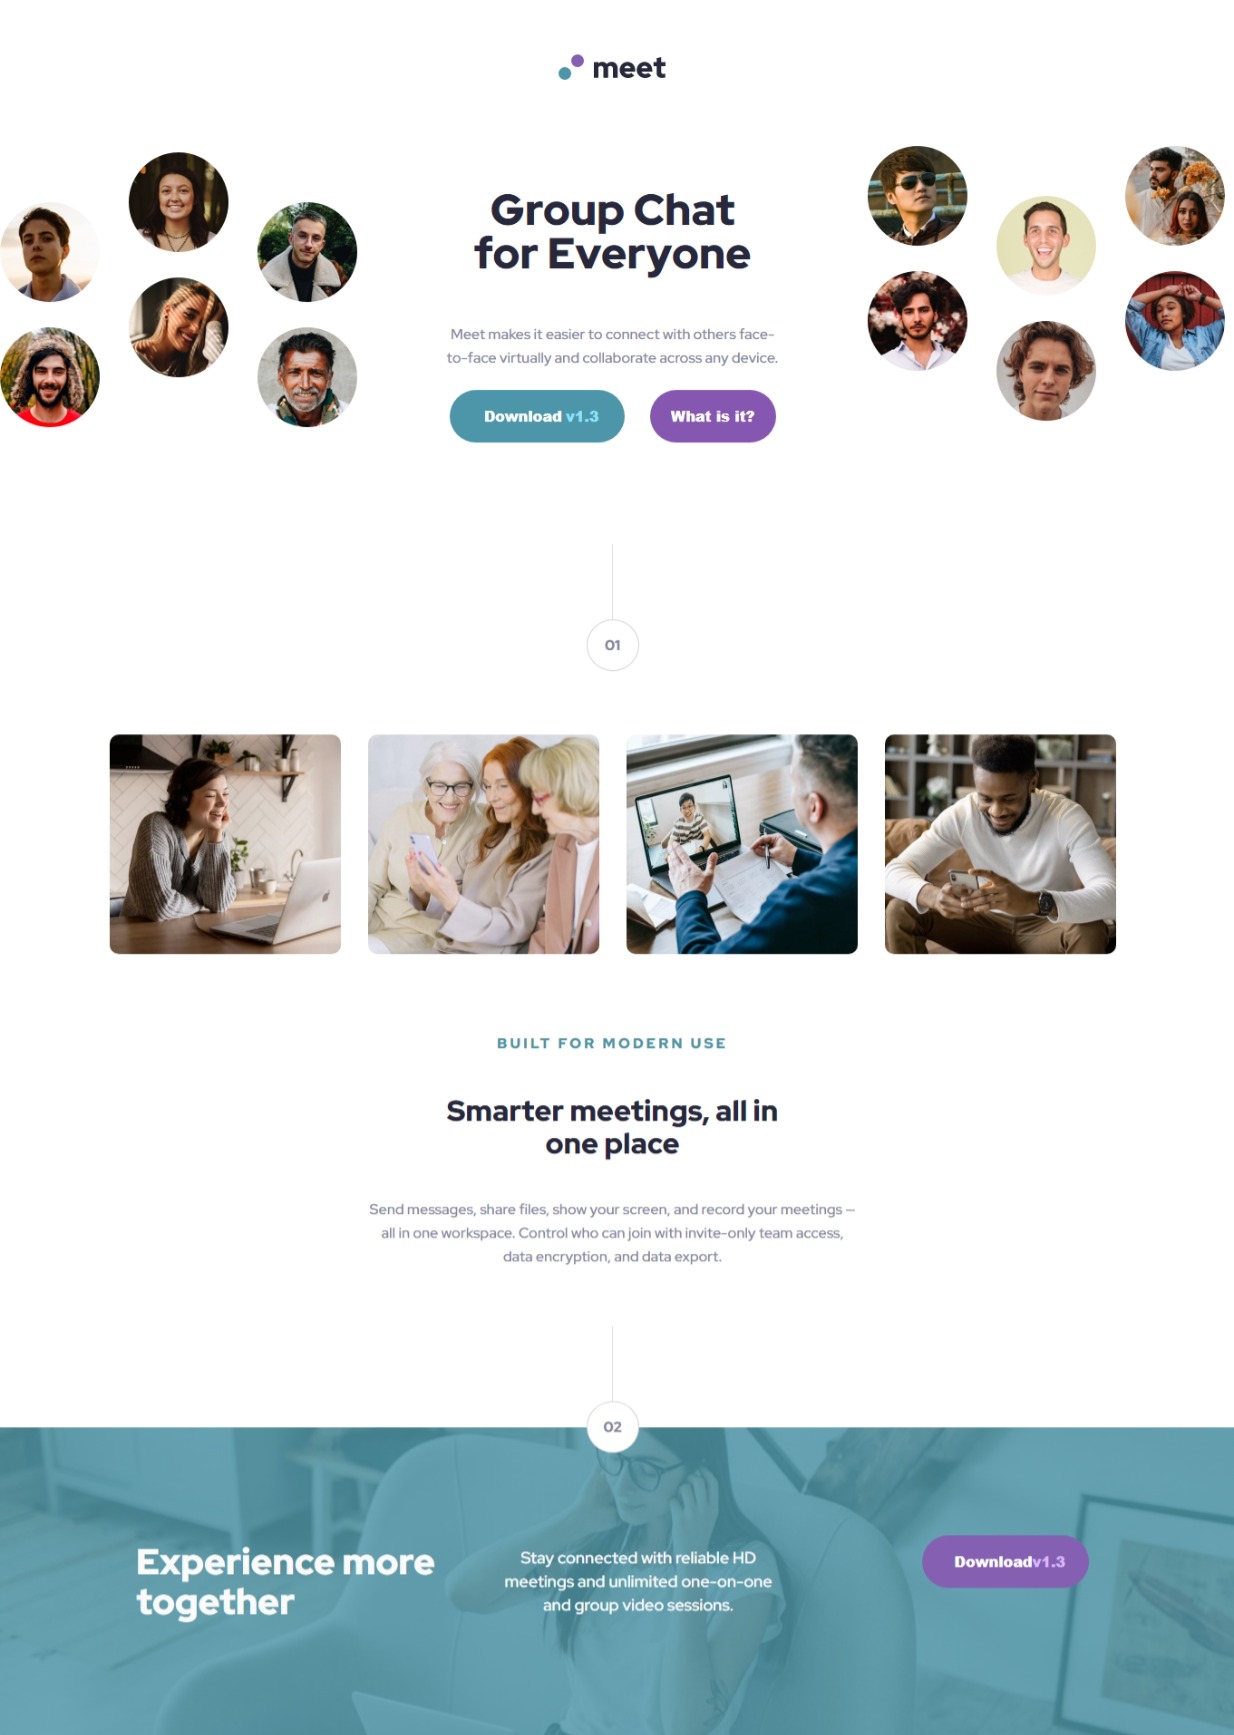 meet
Group Chat
for Everyone
Meet makes it easier to connect with others face-
to-face virtually and collaborate across any device.
Download v1.3
What is it?
01
BUILT FOR MODERN USE
Smarter meetings, all in
one place
Send messages, share files, show your screen, and record your meetings —
all in one workspace. Control who can join with invite-only team access,
data encryption, and data export.
02
Experience more
together
Stay connected with reliable HD
meetings and unlimited one-on-one
and group video sessions.
Downloadv1.3